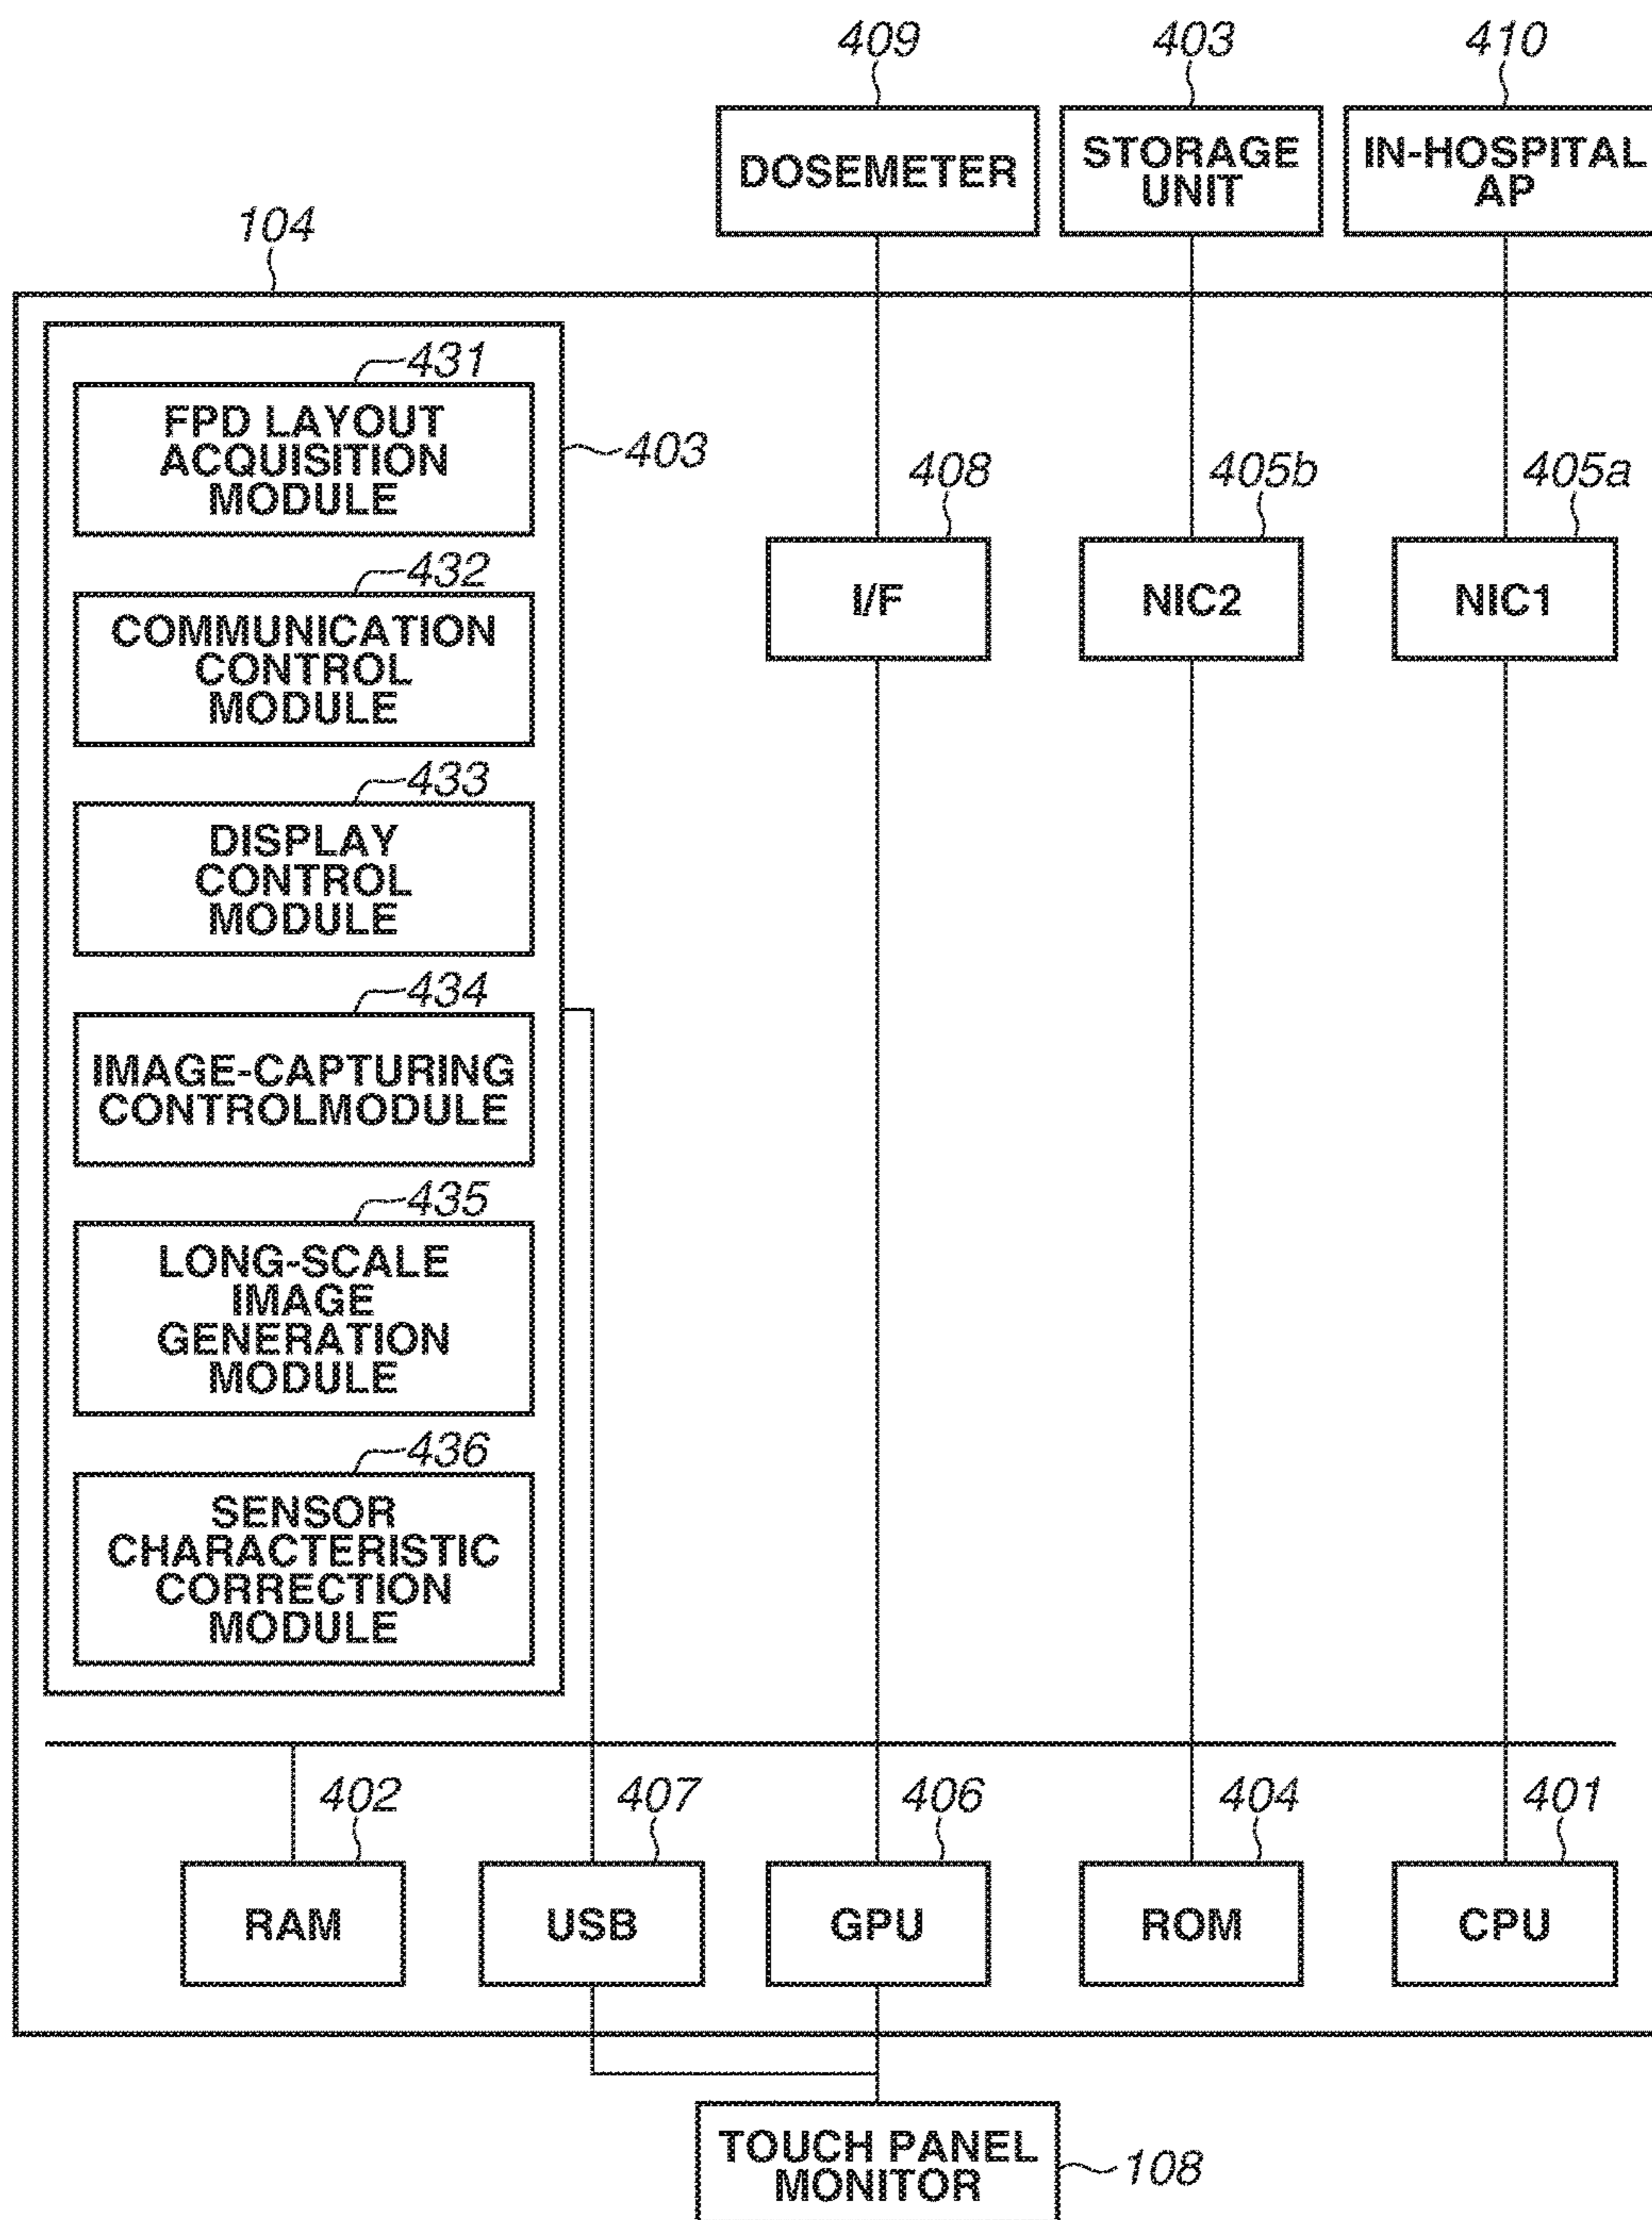 409
403
410
DOSEMETER
STORAGE
UNIT
IN-HOSPITAL
AP
104
431
FPD LAYOUT
ACQUISITION
MODULE
403
408
405b
405a
I/F
NIC2
NIC1
432
COMMUNICATION
CONTROL
MODULE
433
DISPLAY
CONTROL
MODULE
434
IMAGE-CAPTURING
CONTROLMODULE
435
LONG-SCALE
IMAGE
GENERATION
MODULE
436
SENSOR
CHARACTERISTIC
CORRECTION
MODULE
402
407
406
404
401
RAM
USB
GPU
ROM
CPU
TOUCH PANEL
MONITOR
108